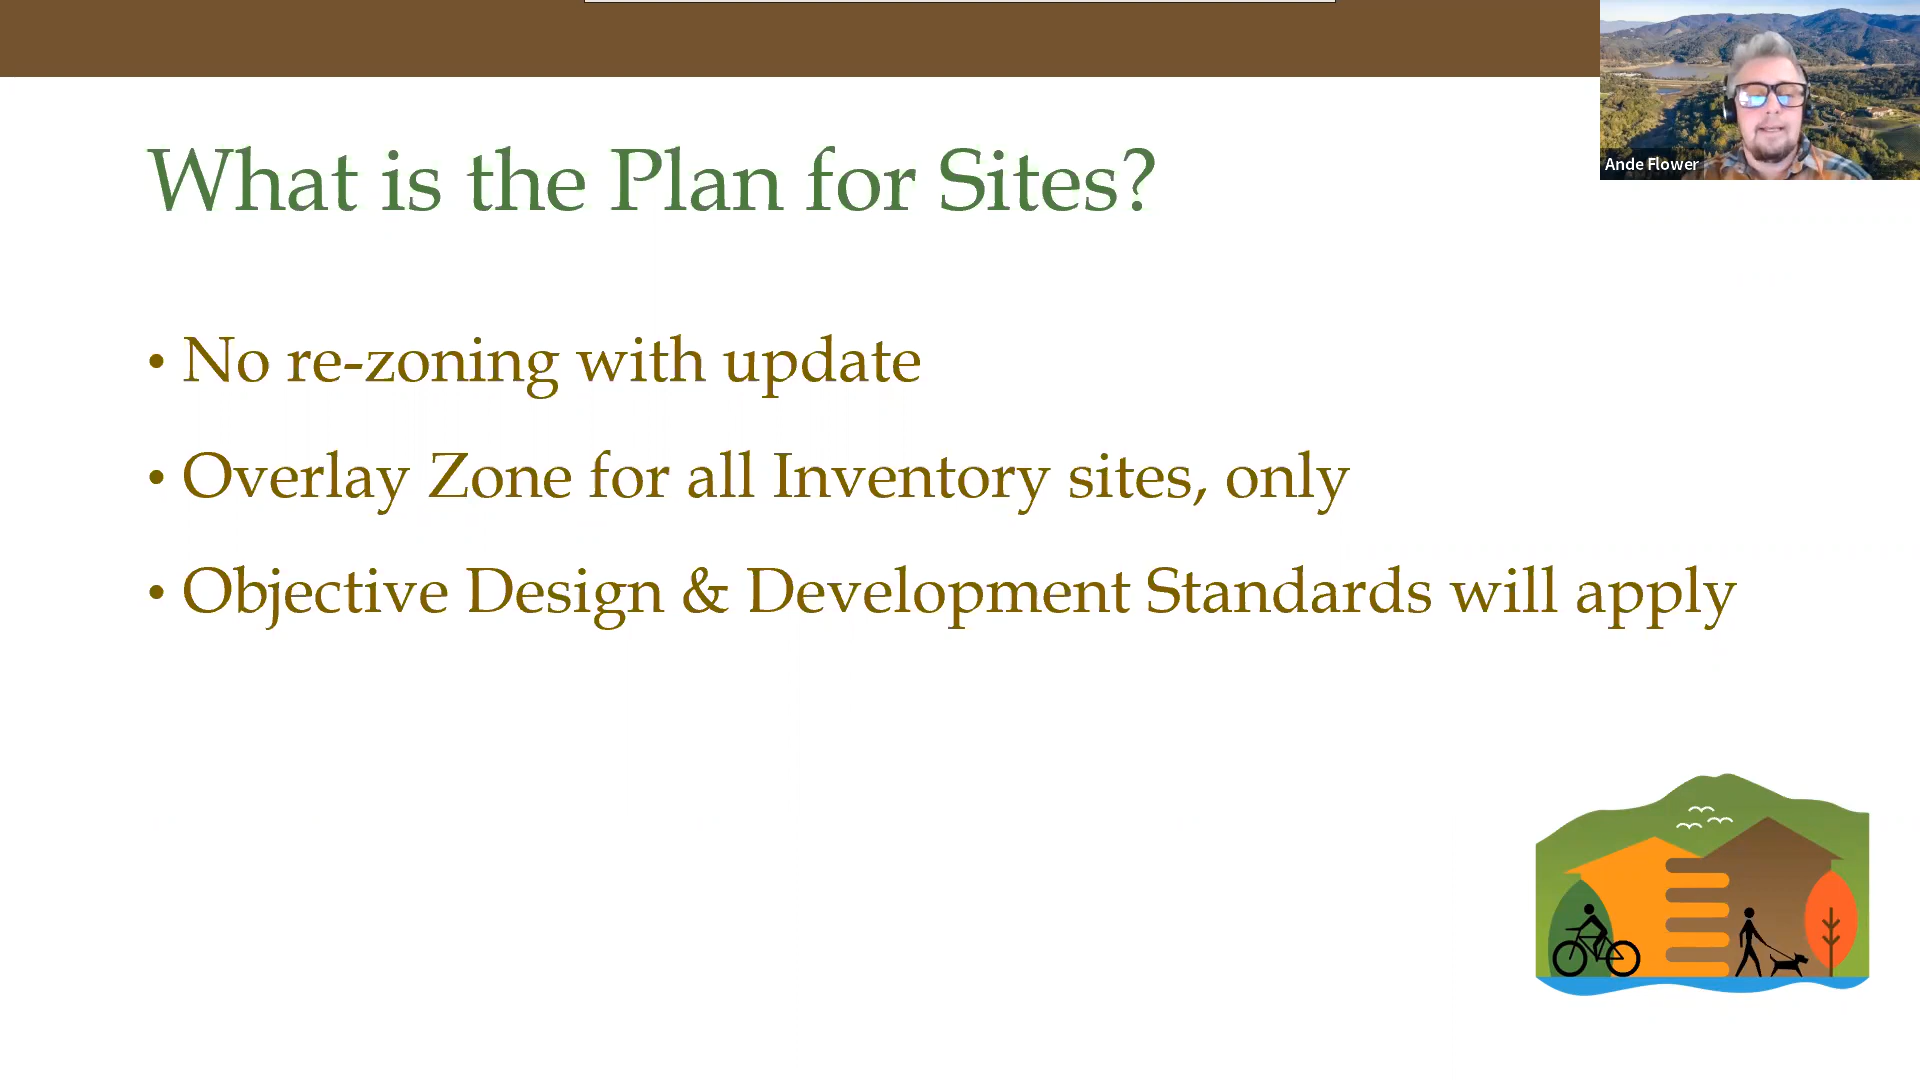 What is the Plan for Sites?
Ande Flower
• No re-zoning with update
• Overlay Zone for all Inventory sites, only
• Objective Design & Development Standards will apply